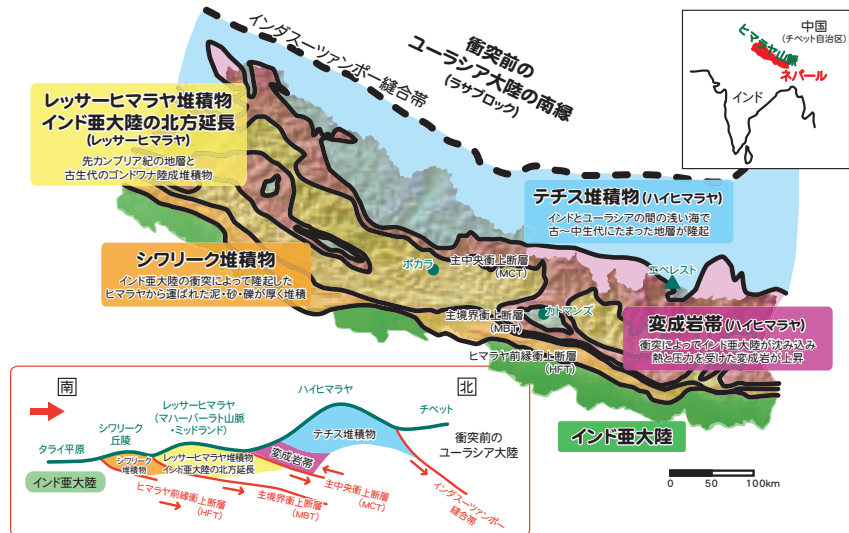 インダス−ツァンポー縫合帯
衝突前の
ユーラシア大陸の南縁
(ラサブロック)
中国
(チベット自治区)
ヒマラヤ山脈
ネパール
インド
レッサーヒマラヤ堆積物
インド亜大陸の北方延長
(レッサーヒマラヤ)
先カンブリア紀の地層と
古生代のゴンドワナ陸成堆積物
テチス堆積物(ハイヒマラヤ)
インドとユーラシアの間の浅い海で
古〜中生代にたまった地層が隆起
シワリーク堆積物
インド亜大陸の衝突によって隆起した
ヒマラヤから運ばれた泥・砂・礫が厚く堆積
ポカラ
主中央衝上断層
(MCT)
エベレスト
主境界衝上断層
(MBT)
カトマンズ
変成岩帯(ハイヒマラヤ)
衝突によってインド亜大陸が沈み込み
熱と圧力を受けた変成岩が上昇
ヒマラヤ前縁衝上断層
(HFT)
インド亜大陸
0
50
100km
南
北
ハイヒマラヤ
レッサーヒマラヤ
(マハーバーラト山脈
・ミッドランド)
チベット
シワリーク
丘陵
タライ平原
テチス堆積物
衝突前の
ユーラシア大陸
変成岩帯
シワリーク
堆積物
レッサーヒマラヤ堆積物
インド亜大陸の北方延長
インド亜大陸
ヒマラヤ前縁衝上断層
(HFT)
主境界衝上断層
(MBT)
主中央衝上断層
(MCT)
インダス−ツァンポー
縫合帯